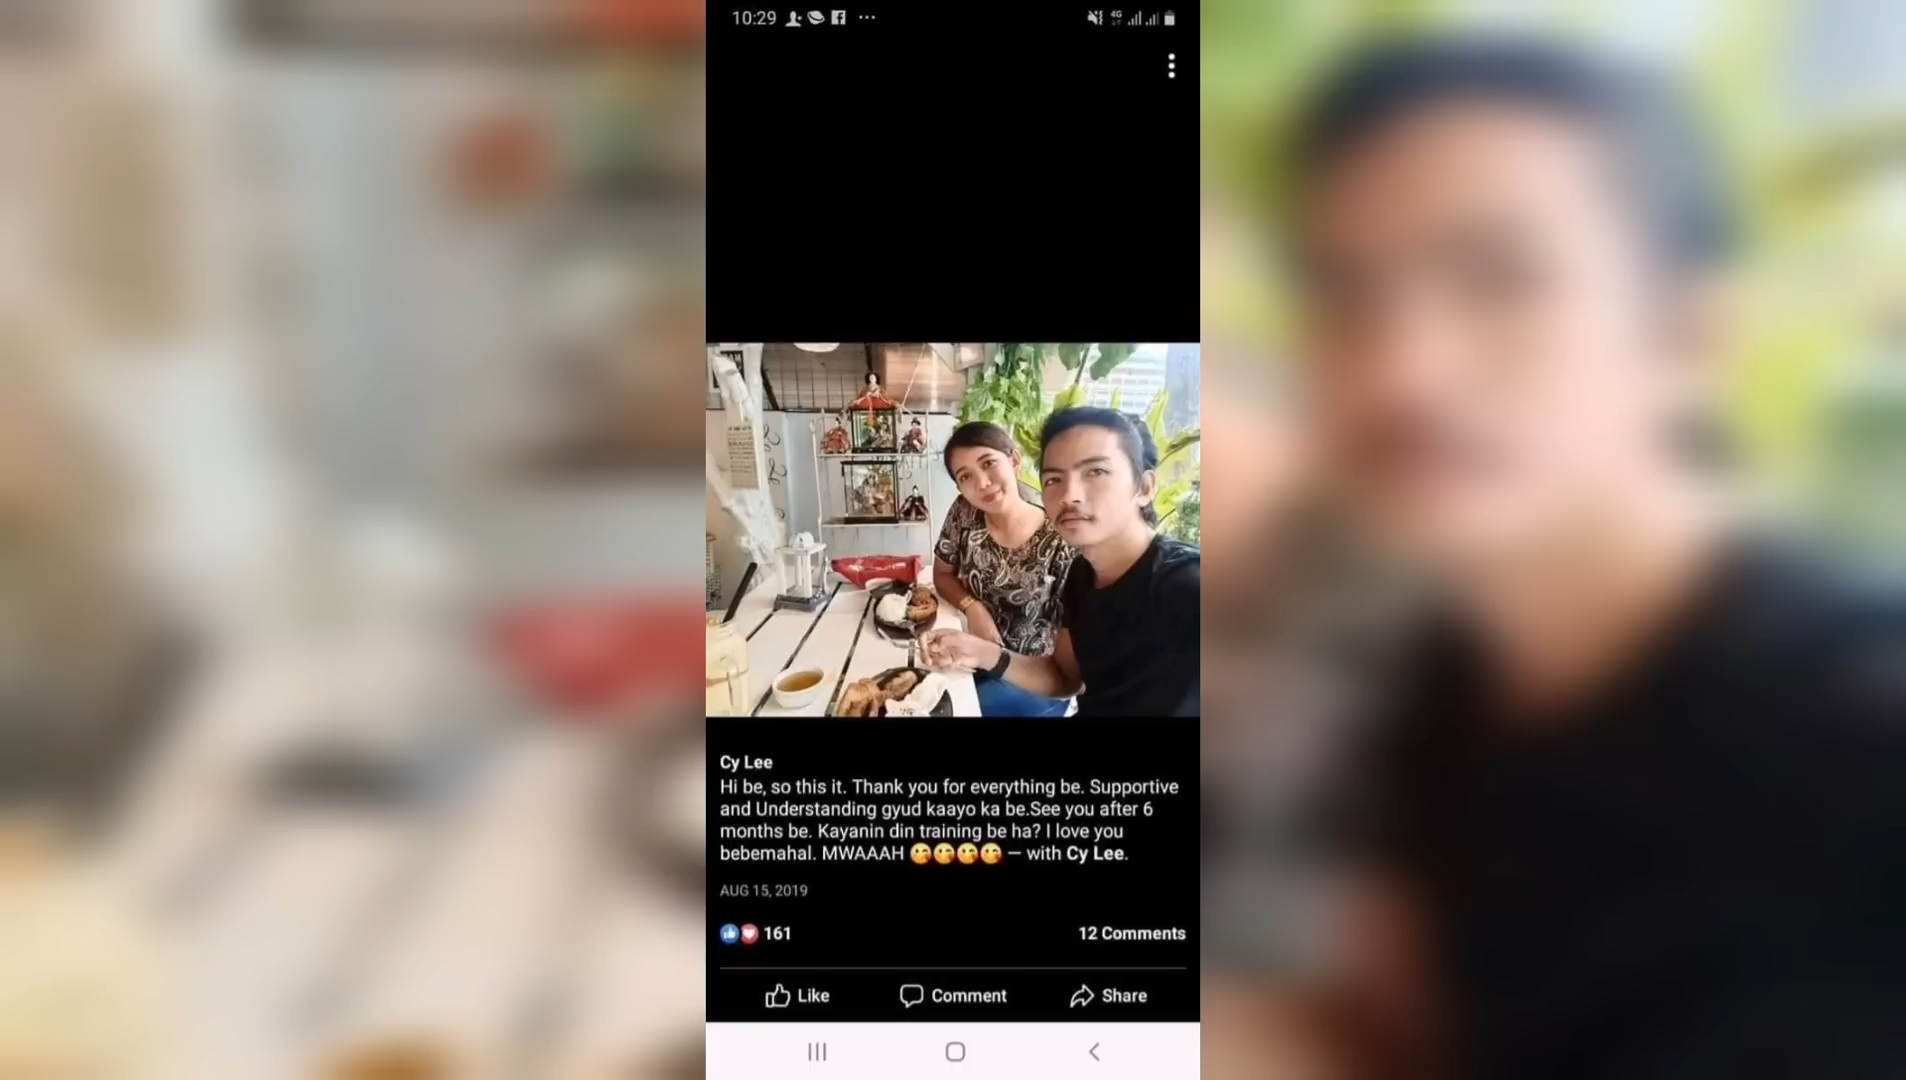 10:29
4G
Cy Lee
Hi be, so this it. Thank you for everything be. Supportive
and Understanding gyud kaayo ka be.See you after 6
months be. Kayanin din training be ha? I love you
bebemahal. MWAAAH 😋😋😋😋 — with Cy Lee.
AUG 15, 2019
161
12 Comments
Like
Comment
Share